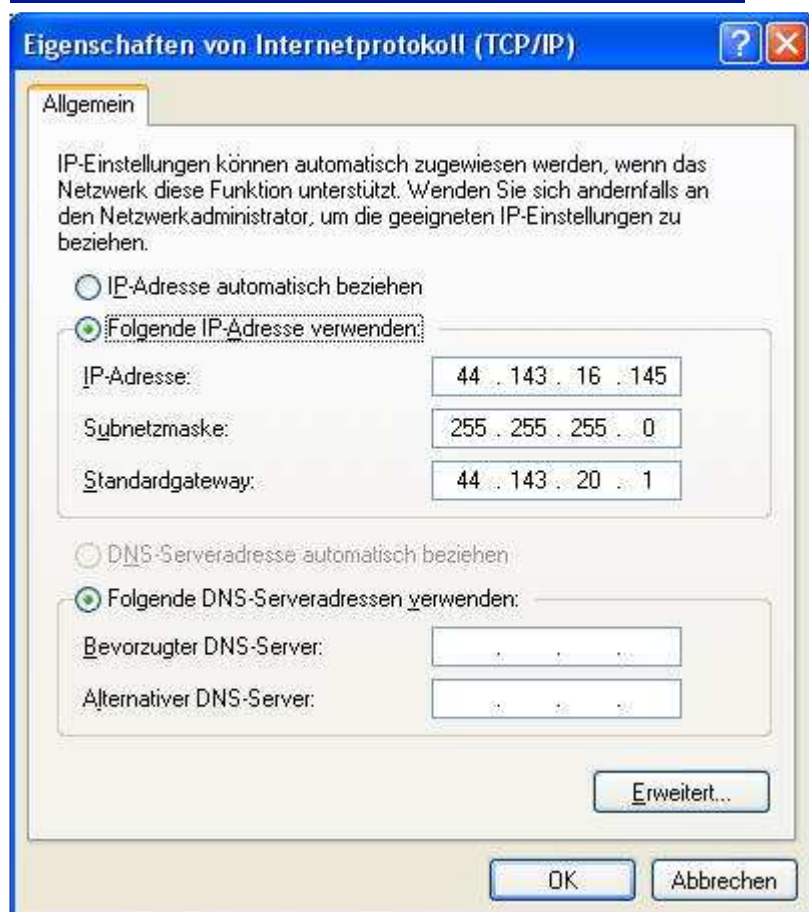 Eigenschaften von Internetprotokoll (TCP/IP)
Allgemein
IP-Einstellungen können automatisch zugewiesen werden, wenn das
Netzwerk diese Funktion unterstützt. Wenden Sie sich andernfalls an
den Netzwerkadministrator, um die geeigneten IP-Einstellungen zu
beziehen.
IP-Adresse automatisch beziehen
Folgende IP-Adresse verwenden:
IP-Adresse: 44 . 143 . 16 . 145
Subnetzmaske: 255 . 255 . 255 . 0
Standardgateway: 44 . 143 . 20 . 1
DNS-Serveradresse automatisch beziehen
Folgende DNS-Serveradressen verwenden:
Bevorzugter DNS-Server: . . .
Alternativer DNS-Server: . . .
Erweitert...
OK Abbrechen